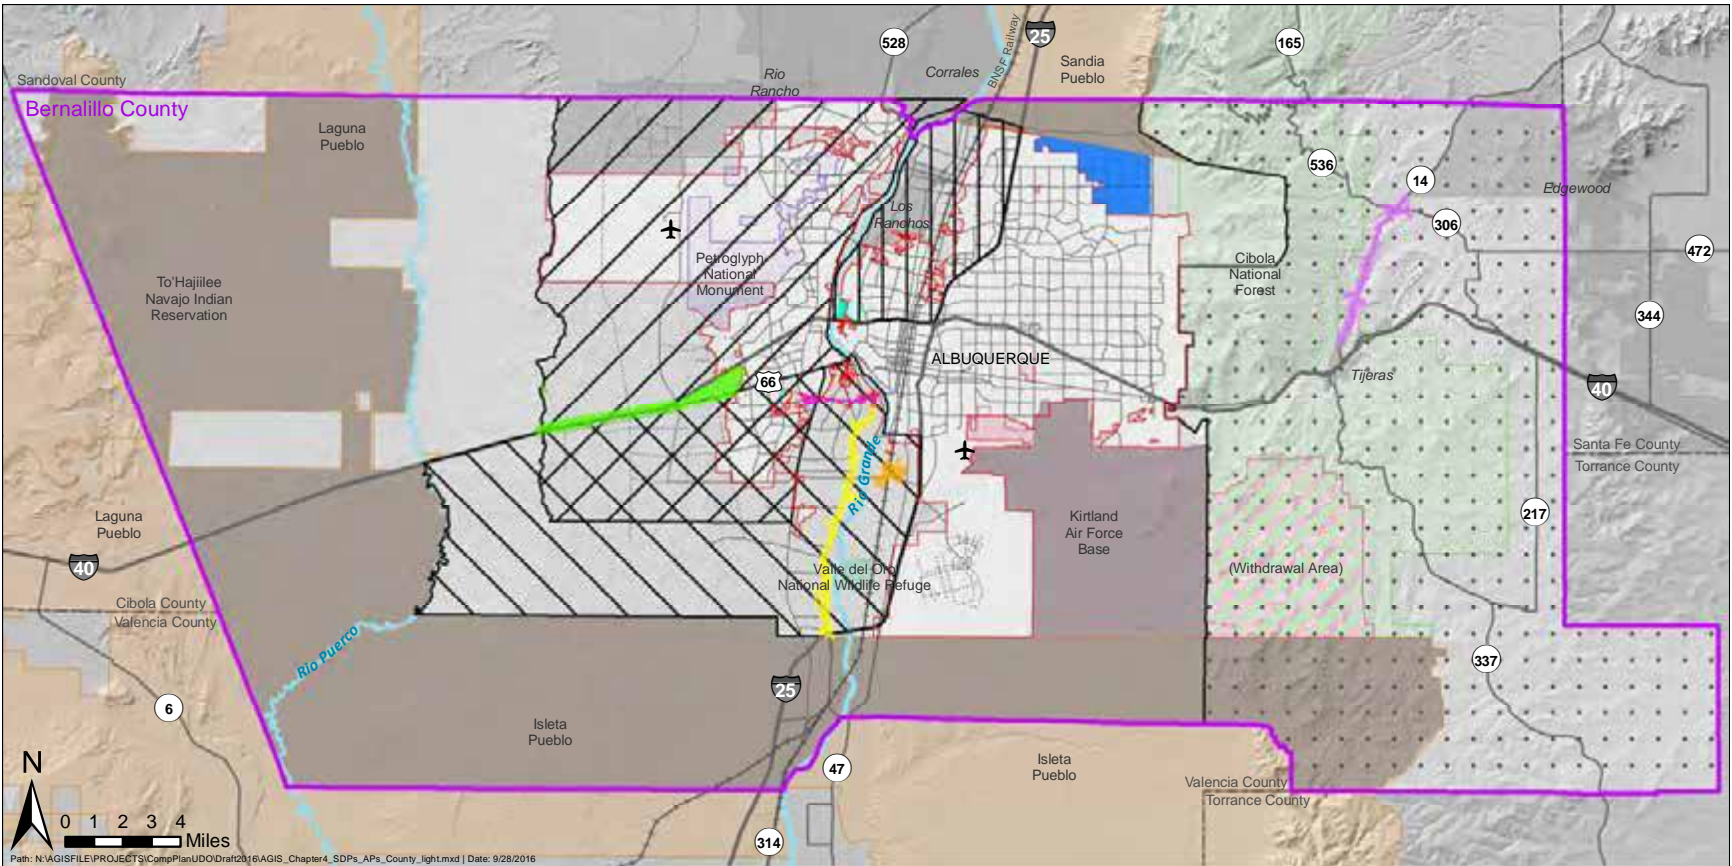 528
25
165
BNSF Railway
Sandia
Pueblo
Rio
Rancho
Corrales
Sandoval County
Bernalillo County
Laguna
Pueblo
536
14
Edgewood
306
Los
Ranchos
472
Petroglyph
National
Monument
Cibola
National
Forest
To'Hajiilee
Navajo Indian
Reservation
344
ALBUQUERQUE
66
Tijeras
40
Santa Fe County
Torrance County
Rio Grande
Laguna
Pueblo
Kirtland
Air Force
Base
217
40
(Withdrawal Area)
Valle del Oro
National Wildlife Refuge
Cibola County
Valencia County
Rio Puerco
337
25
6
Isleta
Pueblo
47
Isleta
Pueblo
Valencia County
Torrance County
N
0 1 2 3 4
Miles
314
Path: N:\AGISFILE\PROJECTS\CompPlanUDO\Draft2016\AGIS_Chapter4_SDPs_APs_County_light.mxd | Date: 9/28/2016